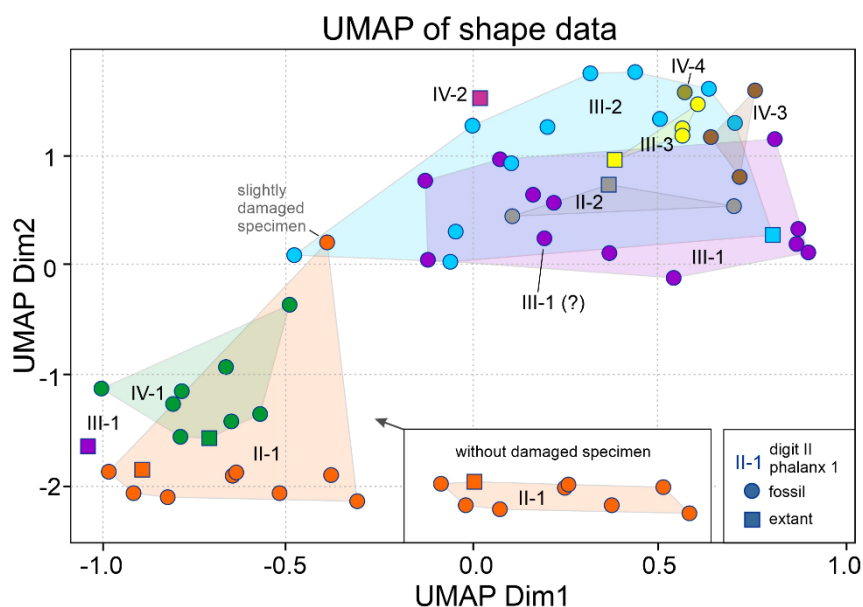 UMAP of shape data
UMAP Dim2
1
0
-1
-2
-1.0
-0.5
0.0
0.5
1.0
UMAP Dim1
IV-2
III-2
IV-4
IV-3
III-3
II-2
III-1
III-1 (?)
slightly
damaged
specimen
IV-1
III-1
II-1
without damaged specimen
II-1
II-1
digit II
phalanx 1
fossil
extant